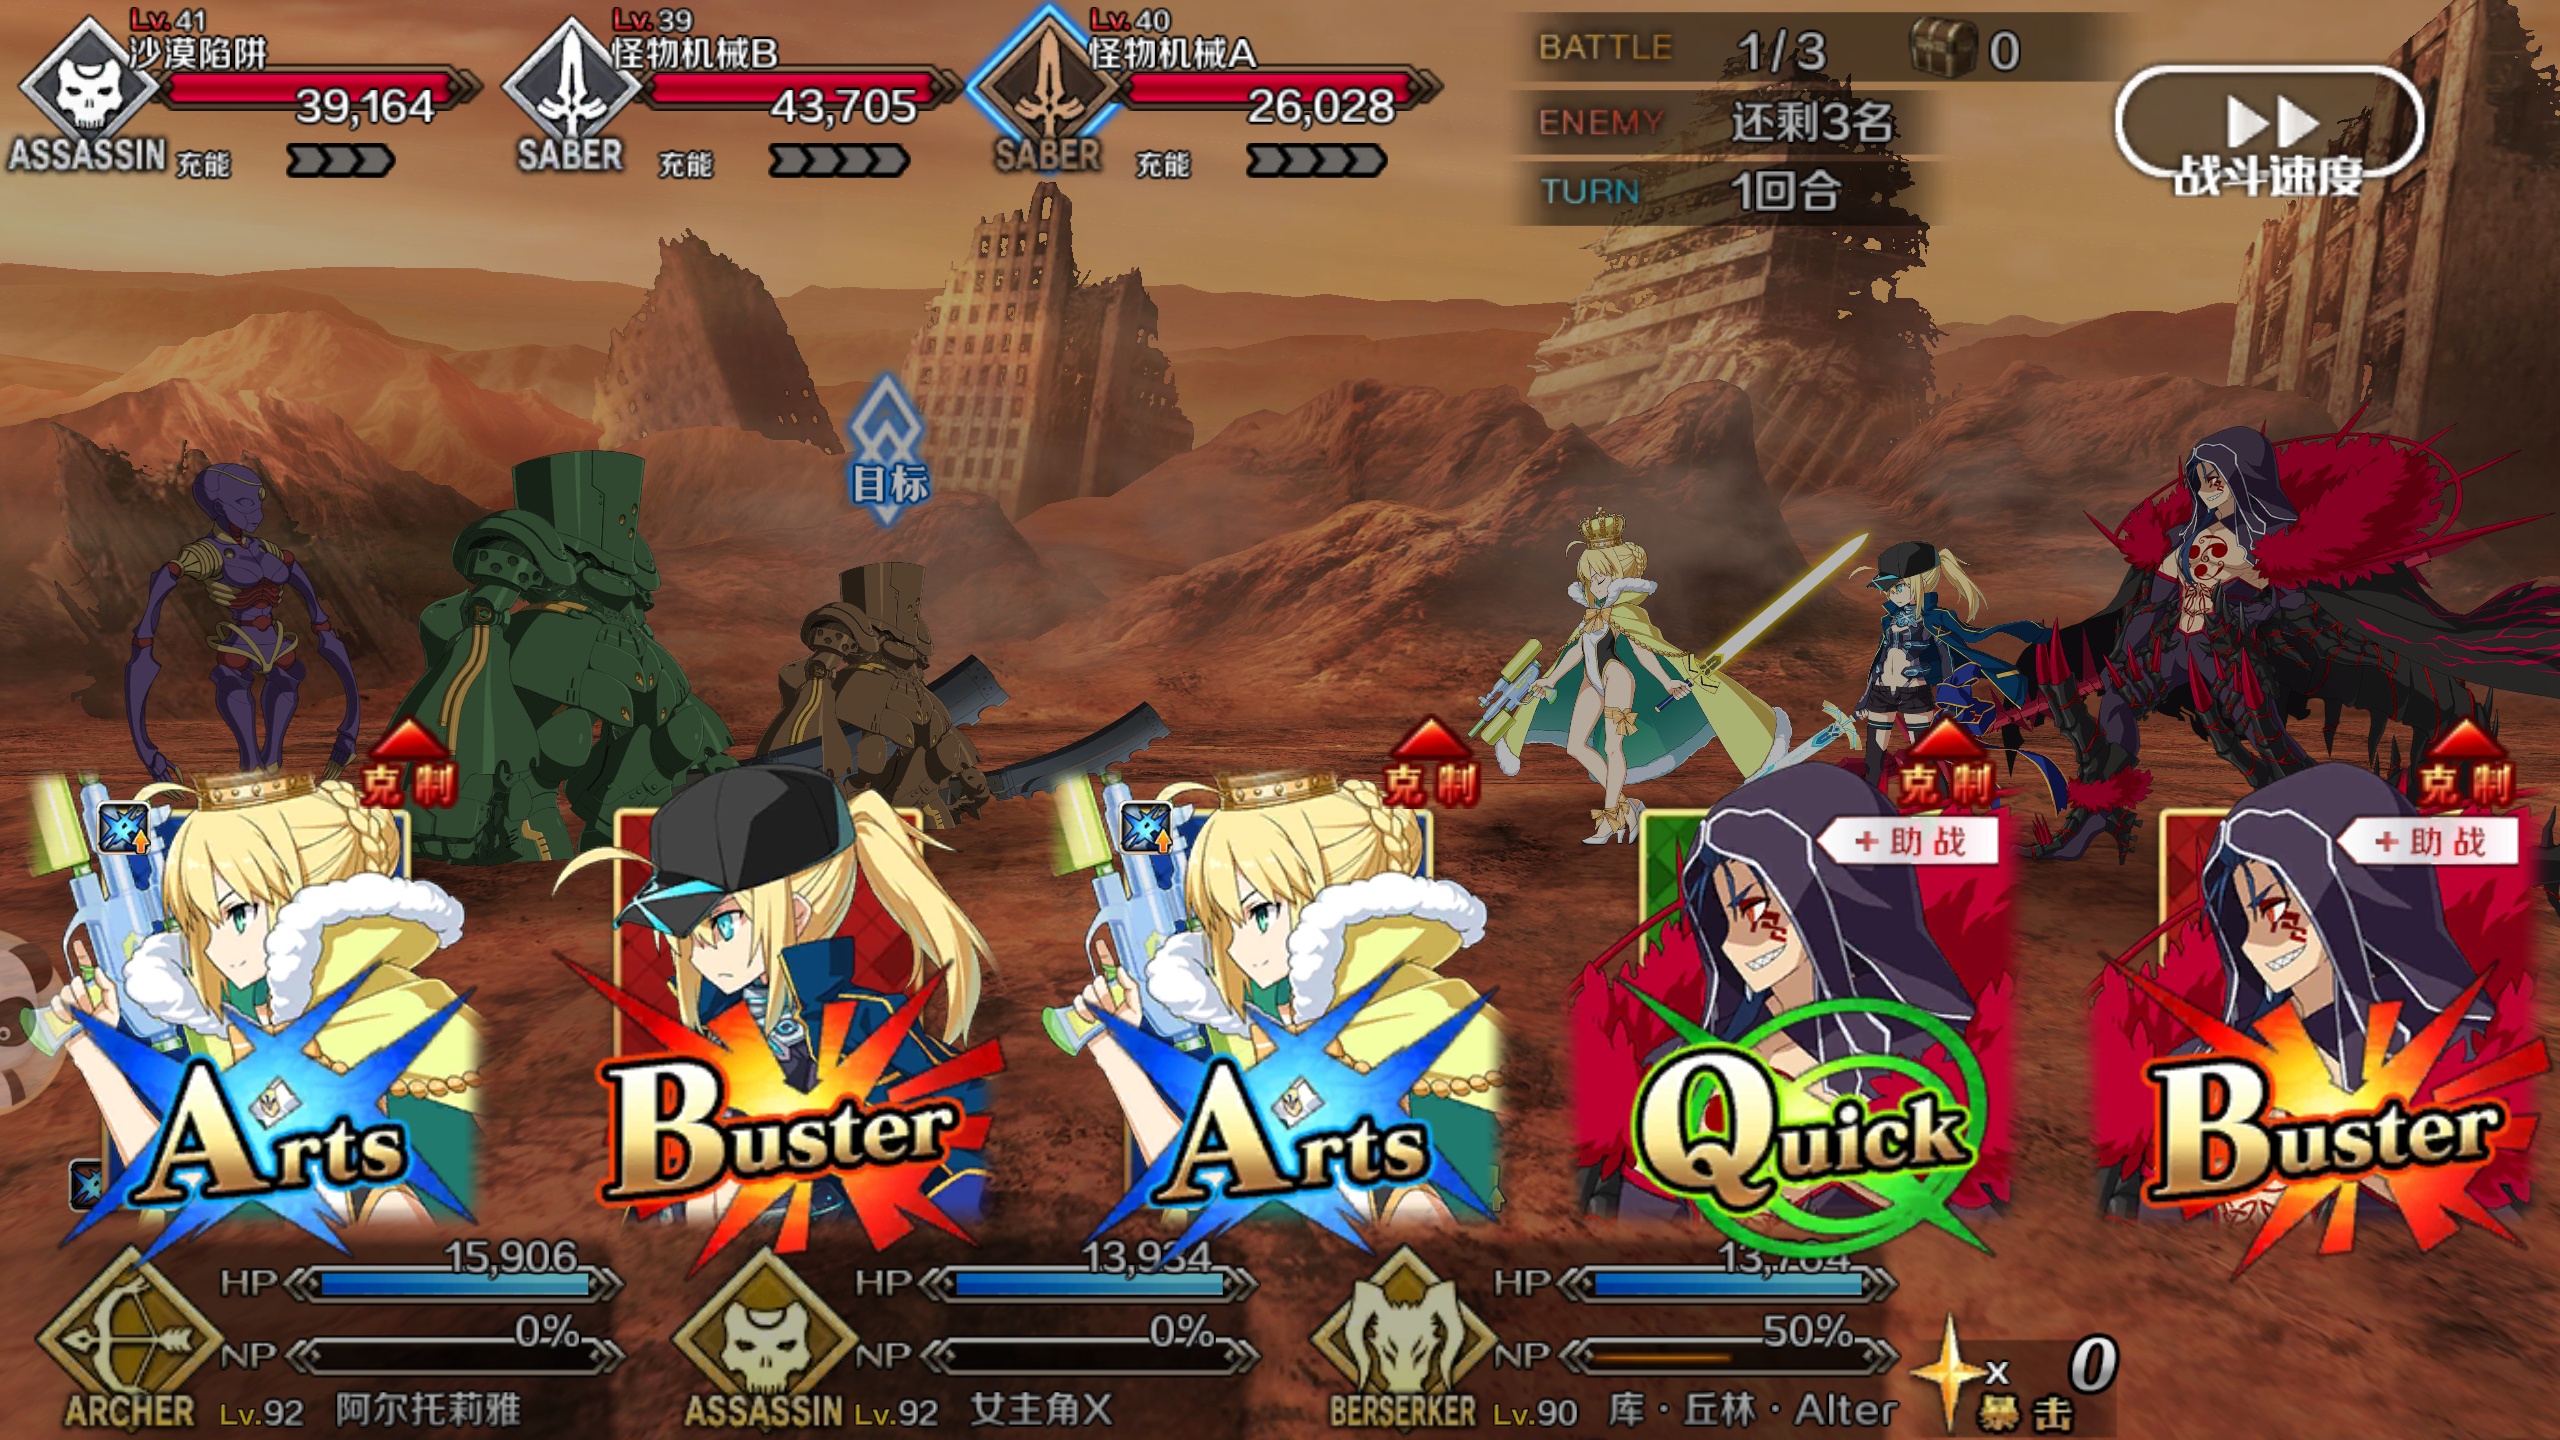 Lv.41
沙漠陷阱
39,164
ASSASSIN
充能
Lv.39
怪物机械B
43,705
SABER
充能
Lv.40
怪物机械A
26,028
SABER
充能
BATTLE 1/3 0
ENEMY 还剩3名
TURN 1回合
战斗速度
目标
克制
克制
克制
克制
+助战
+助战
Arts
Buster
Arts
Quick
Buster
HP 15,906
NP 0%
ARCHER Lv.92 阿尔托莉雅
HP 13,934
NP 0%
ASSASSIN Lv.92 女主角X
HP 13,764
NP 50%
BERSERKER Lv.90 库·丘林·Alter
x 0
暴击